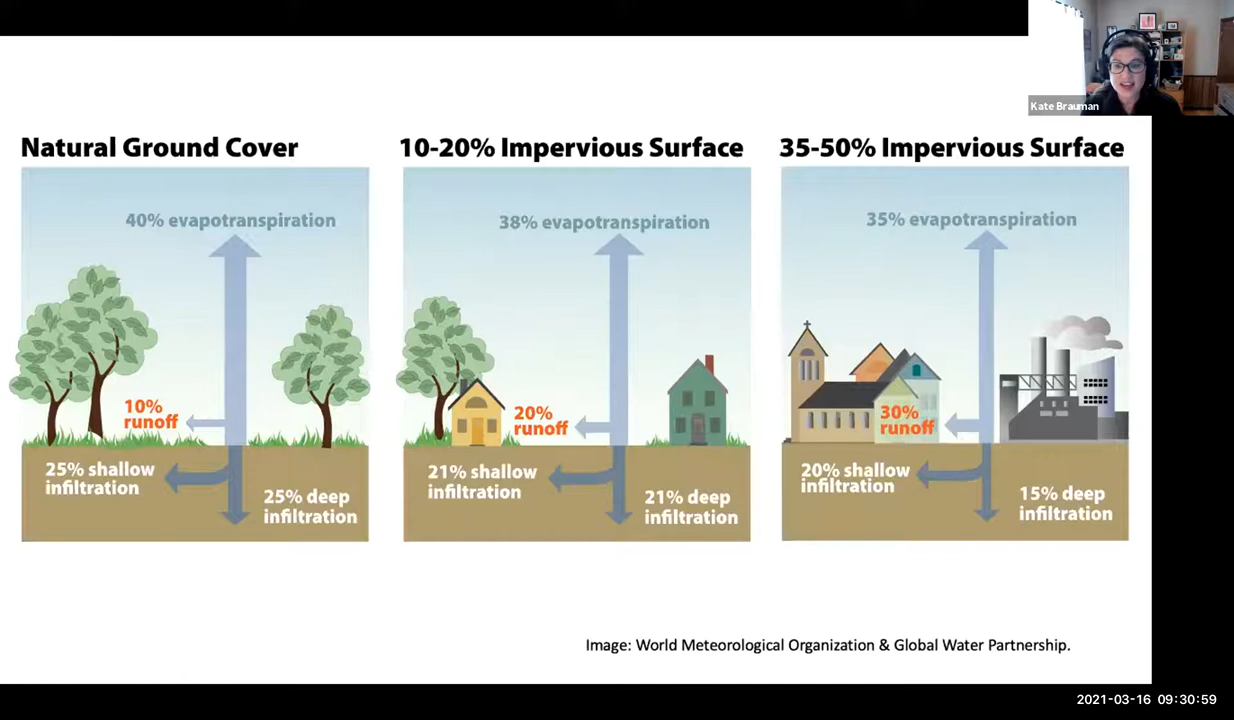 Kate Brauman
Natural Ground Cover
40% evapotranspiration
10%
runoff
25% shallow
infiltration
25% deep
infiltration
10-20% Impervious Surface
38% evapotranspiration
20%
runoff
21% shallow
infiltration
21% deep
infiltration
35-50% Impervious Surface
35% evapotranspiration
30%
runoff
20% shallow
infiltration
15% deep
infiltration
Image: World Meteorological Organization & Global Water Partnership.
2021-03-16 09:30:59